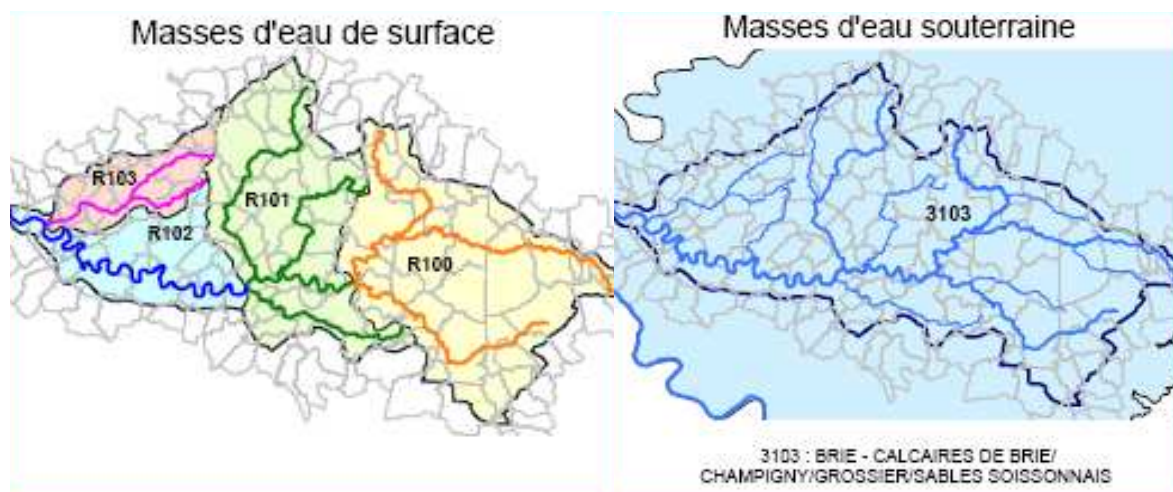 Masses d'eau de surface
R103
R101
R102
R100
Masses d'eau souterraine
3103
3103 : BRIE - CALCAIRES DE BRIE/
CHAMPIGNY/GROSSIER/SABLES SOISSONNAIS